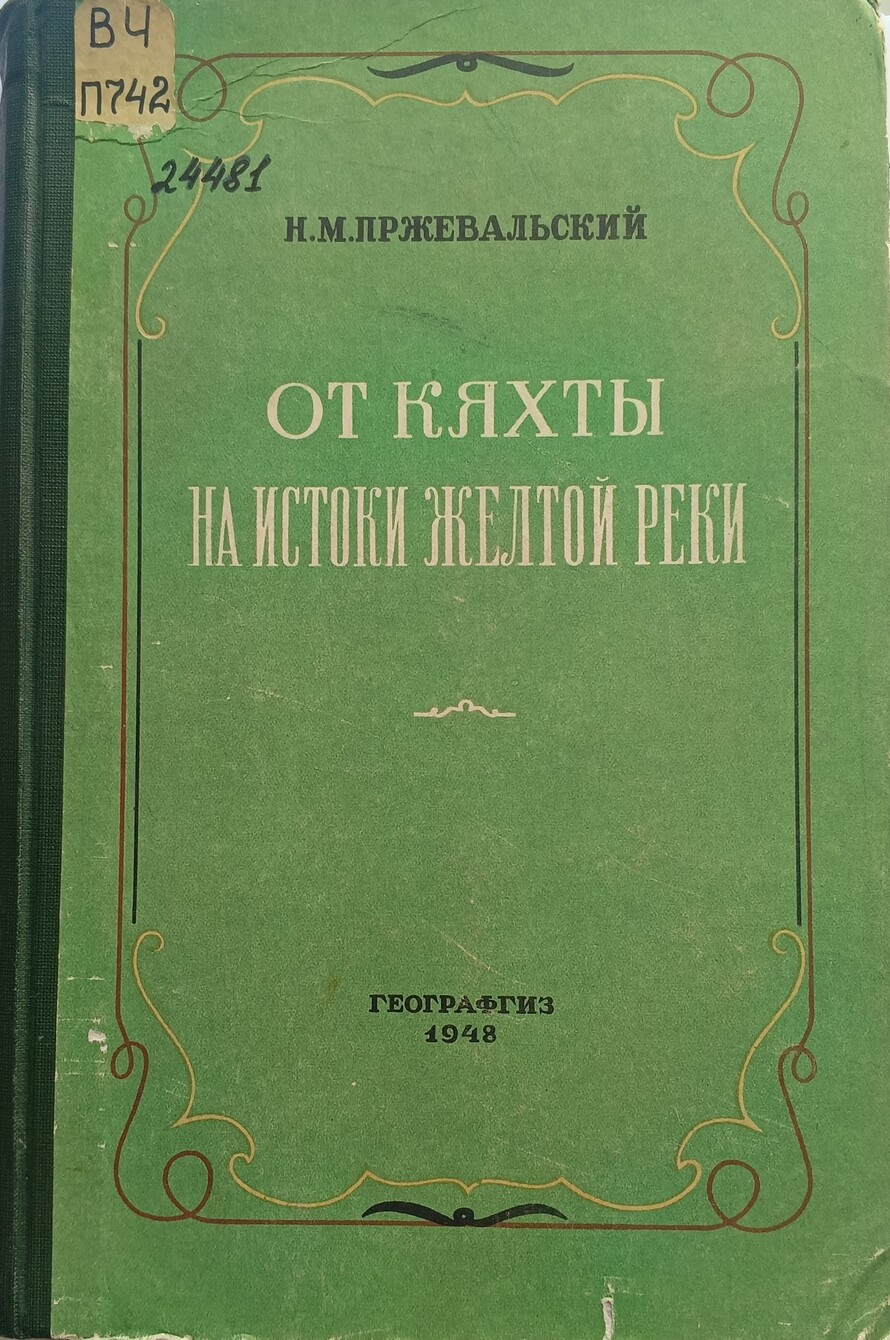 ВЧ
П742
24481
Н.М.ПРЖЕВАЛЬСКИЙ
ОТ КЯХТЫ
НА ИСТОКИ ЖЕЛТОЙ РЕКИ
ГЕОГРАФГИЗ
1948